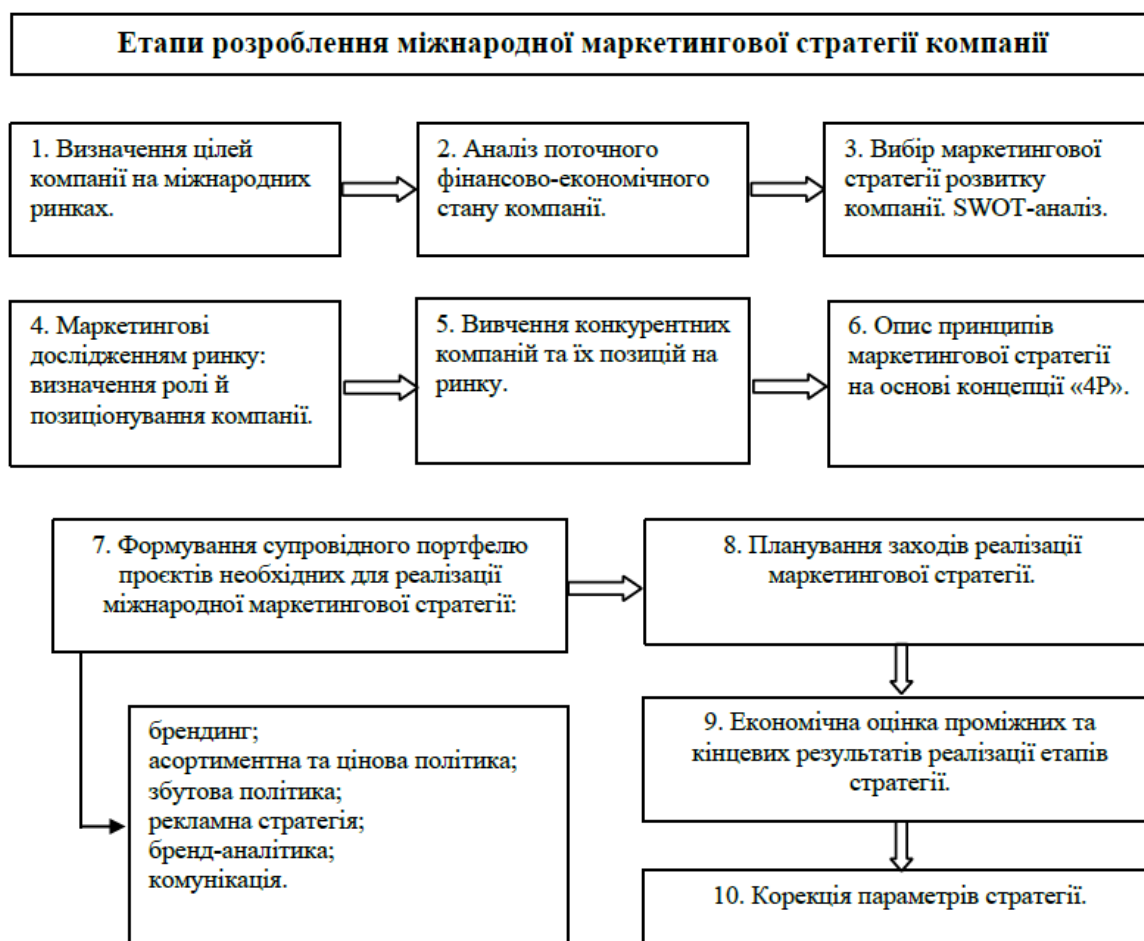 Етапи розроблення міжнародної маркетингової стратегії компанії
1. Визначення цілей
компанії на міжнародних
ринках.
2. Аналіз поточного
фінансово-економічного
стану компанії.
3. Вибір маркетингової
стратегії розвитку
компанії. SWOT-аналіз.
4. Маркетингові
дослідженням ринку:
визначення ролі й
позиціонування компанії.
5. Вивчення конкурентних
компаній та їх позицій на
ринку.
6. Опис принципів
маркетингової стратегії
на основі концепції «4Р».
7. Формування супровідного портфелю
проєктів необхідних для реалізації
міжнародної маркетингової стратегії:
8. Планування заходів реалізації
маркетингової стратегії.
брендинг;
асортиментна та цінова політика;
збутова політика;
рекламна стратегія;
бренд-аналітика;
комунікація.
9. Економічна оцінка проміжних та
кінцевих результатів реалізації етапів
стратегії.
10. Корекція параметрів стратегії.